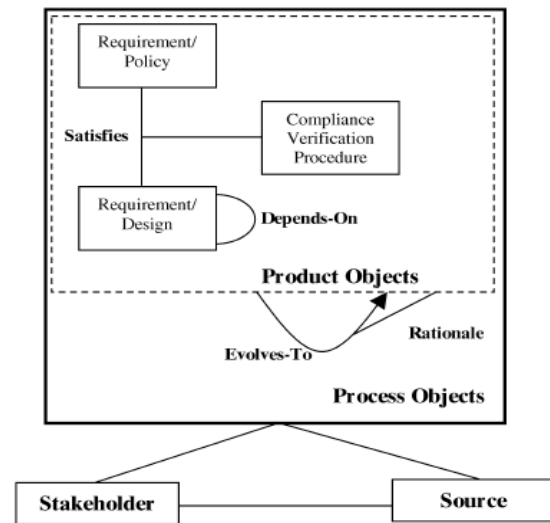 Requirement/
Policy
Satisfies
Compliance
Verification
Procedure
Requirement/
Design
Depends-On
Product Objects
Rationale
Evolves-To
Process Objects
Stakeholder
Source